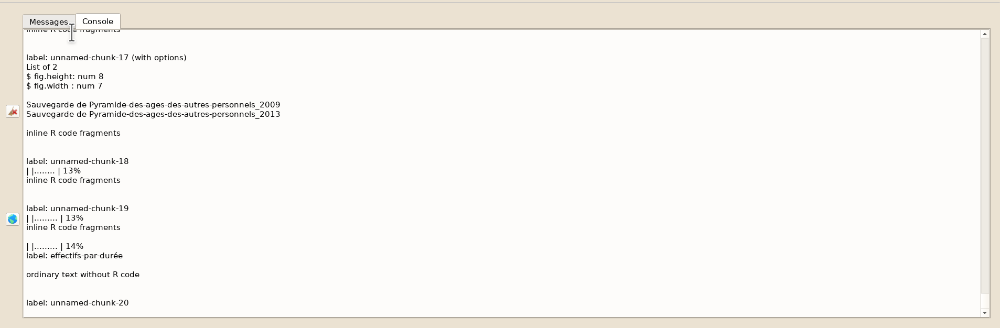 Messages
Console
inline R code fragments
label: unnamed-chunk-17 (with options)
List of 2
$ fig.height: num 8
$ fig.width : num 7
Sauvegarde de Pyramide-des-ages-des-autres-personnels_2009
Sauvegarde de Pyramide-des-ages-des-autres-personnels_2013
inline R code fragments
label: unnamed-chunk-18
| |........ | 13%
inline R code fragments
label: unnamed-chunk-19
| |......... | 13%
inline R code fragments
| |......... | 14%
label: effectifs-par-durée
ordinary text without R code
label: unnamed-chunk-20